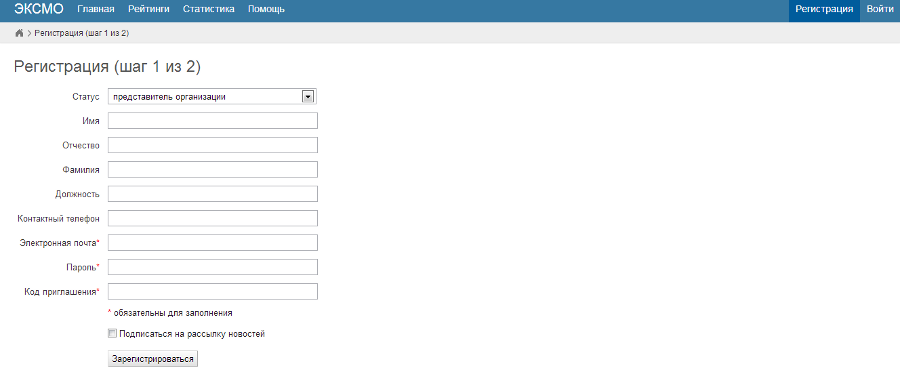 ЭКСМО Главная Рейтинги Статистика Помощь Регистрация Войти
Регистрация (шаг 1 из 2)
Регистрация (шаг 1 из 2)
Статус представитель организации
Имя
Отчество
Фамилия
Должность
Контактный телефон
Электронная почта*
Пароль*
Код приглашения*
* обязательны для заполнения
Подписаться на рассылку новостей
Зарегистрироваться